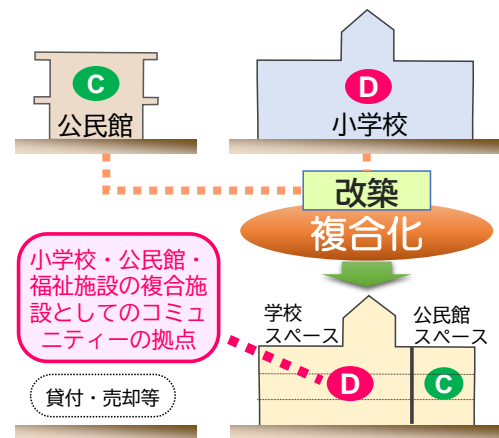 C
公民館
D
小学校
改築
複合化
小学校・公民館・
福祉施設の複合施
設としてのコミュ
ニティーの拠点
学校
スペース
公民館
スペース
D
C
貸付・売却等